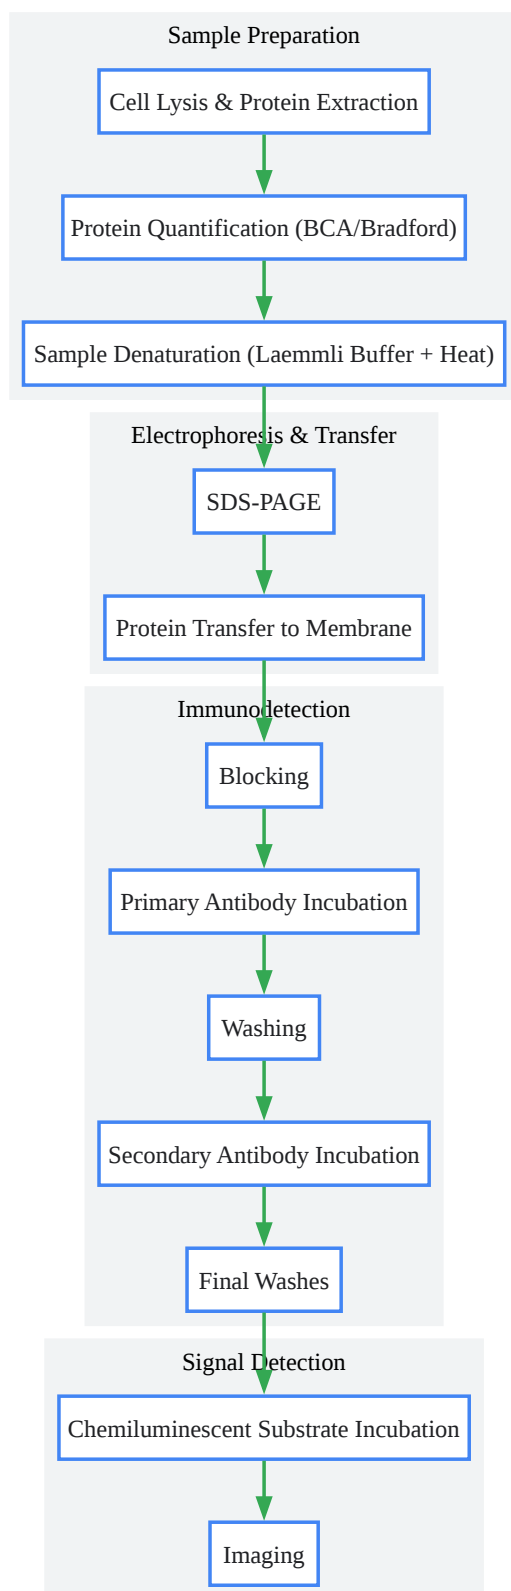 Sample Preparation
Cell Lysis & Protein Extraction
Protein Quantification (BCA/Bradford)
Sample Denaturation (Laemmli Buffer + Heat)
Electrophoresis & Transfer
SDS-PAGE
Protein Transfer to Membrane
Immunodetection
Blocking
Primary Antibody Incubation
Washing
Secondary Antibody Incubation
Final Washes
Signal Detection
Chemiluminescent Substrate Incubation
Imaging